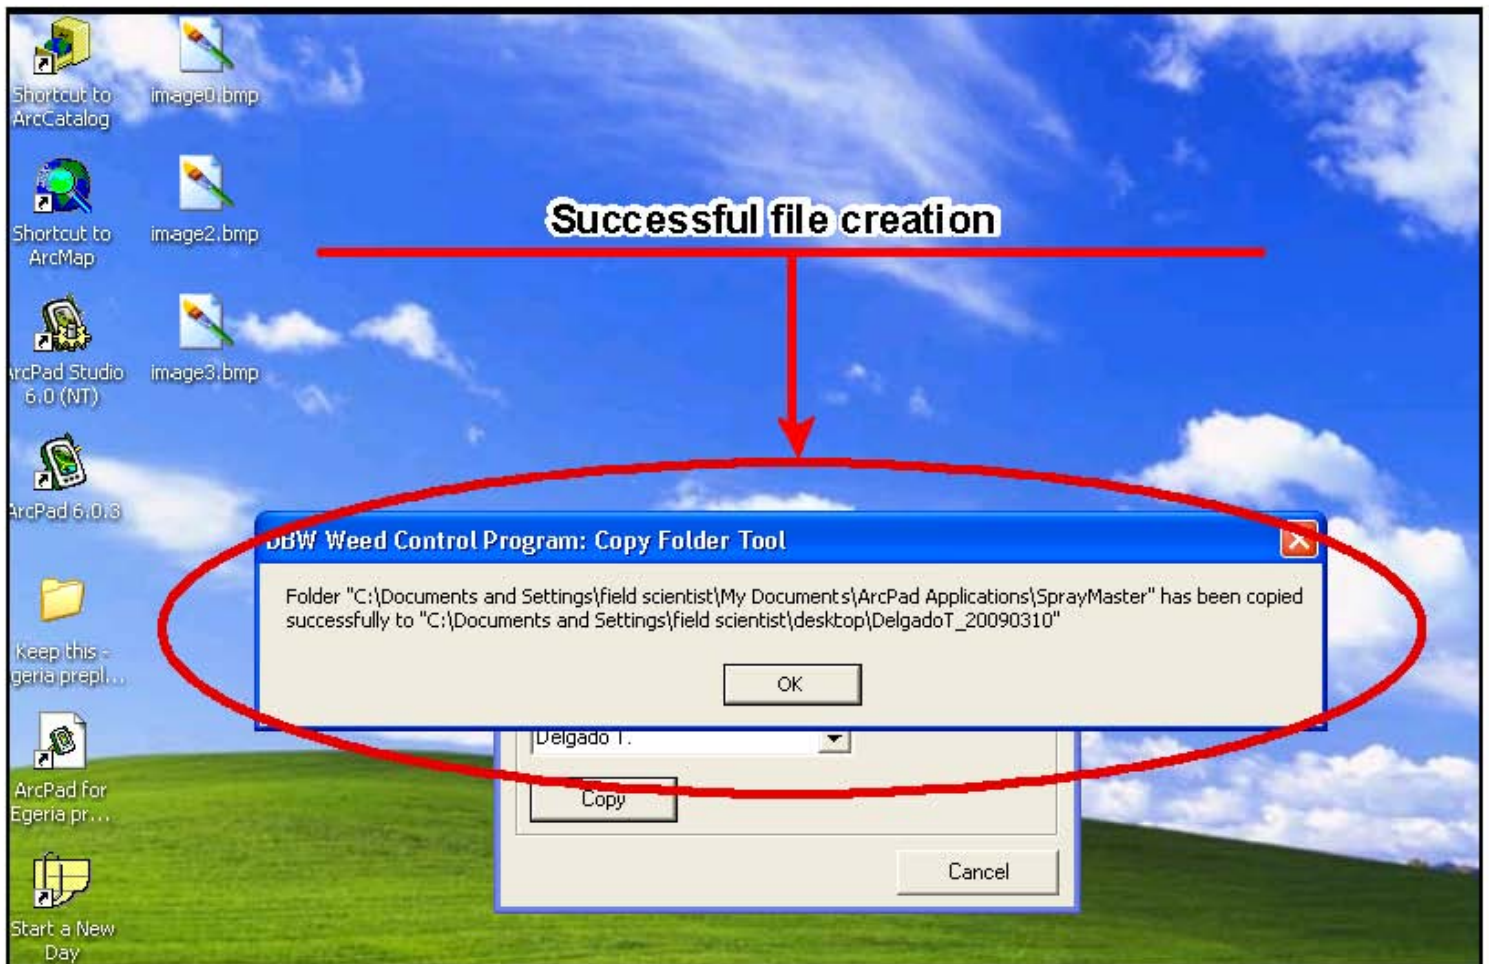 Shortcut to
ArcCatalog
image0.bmp
Shortcut to
ArcMap
image2.bmp
Successful file creation
ArcPad Studio
6.0 (NT)
image3.bmp
ArcPad 6.0.3
DBW Weed Control Program: Copy Folder Tool
Folder "C:\Documents and Settings\field scientist\My Documents\ArcPad Applications\SprayMaster" has been copied
successfully to "C:\Documents and Settings\field scientist\desktop\DelgadoT_20090310"
OK
Keep this -
geria prepl...
Delgado T.
Copy
ArcPad for
Egeria pr...
Cancel
Start a New
Day